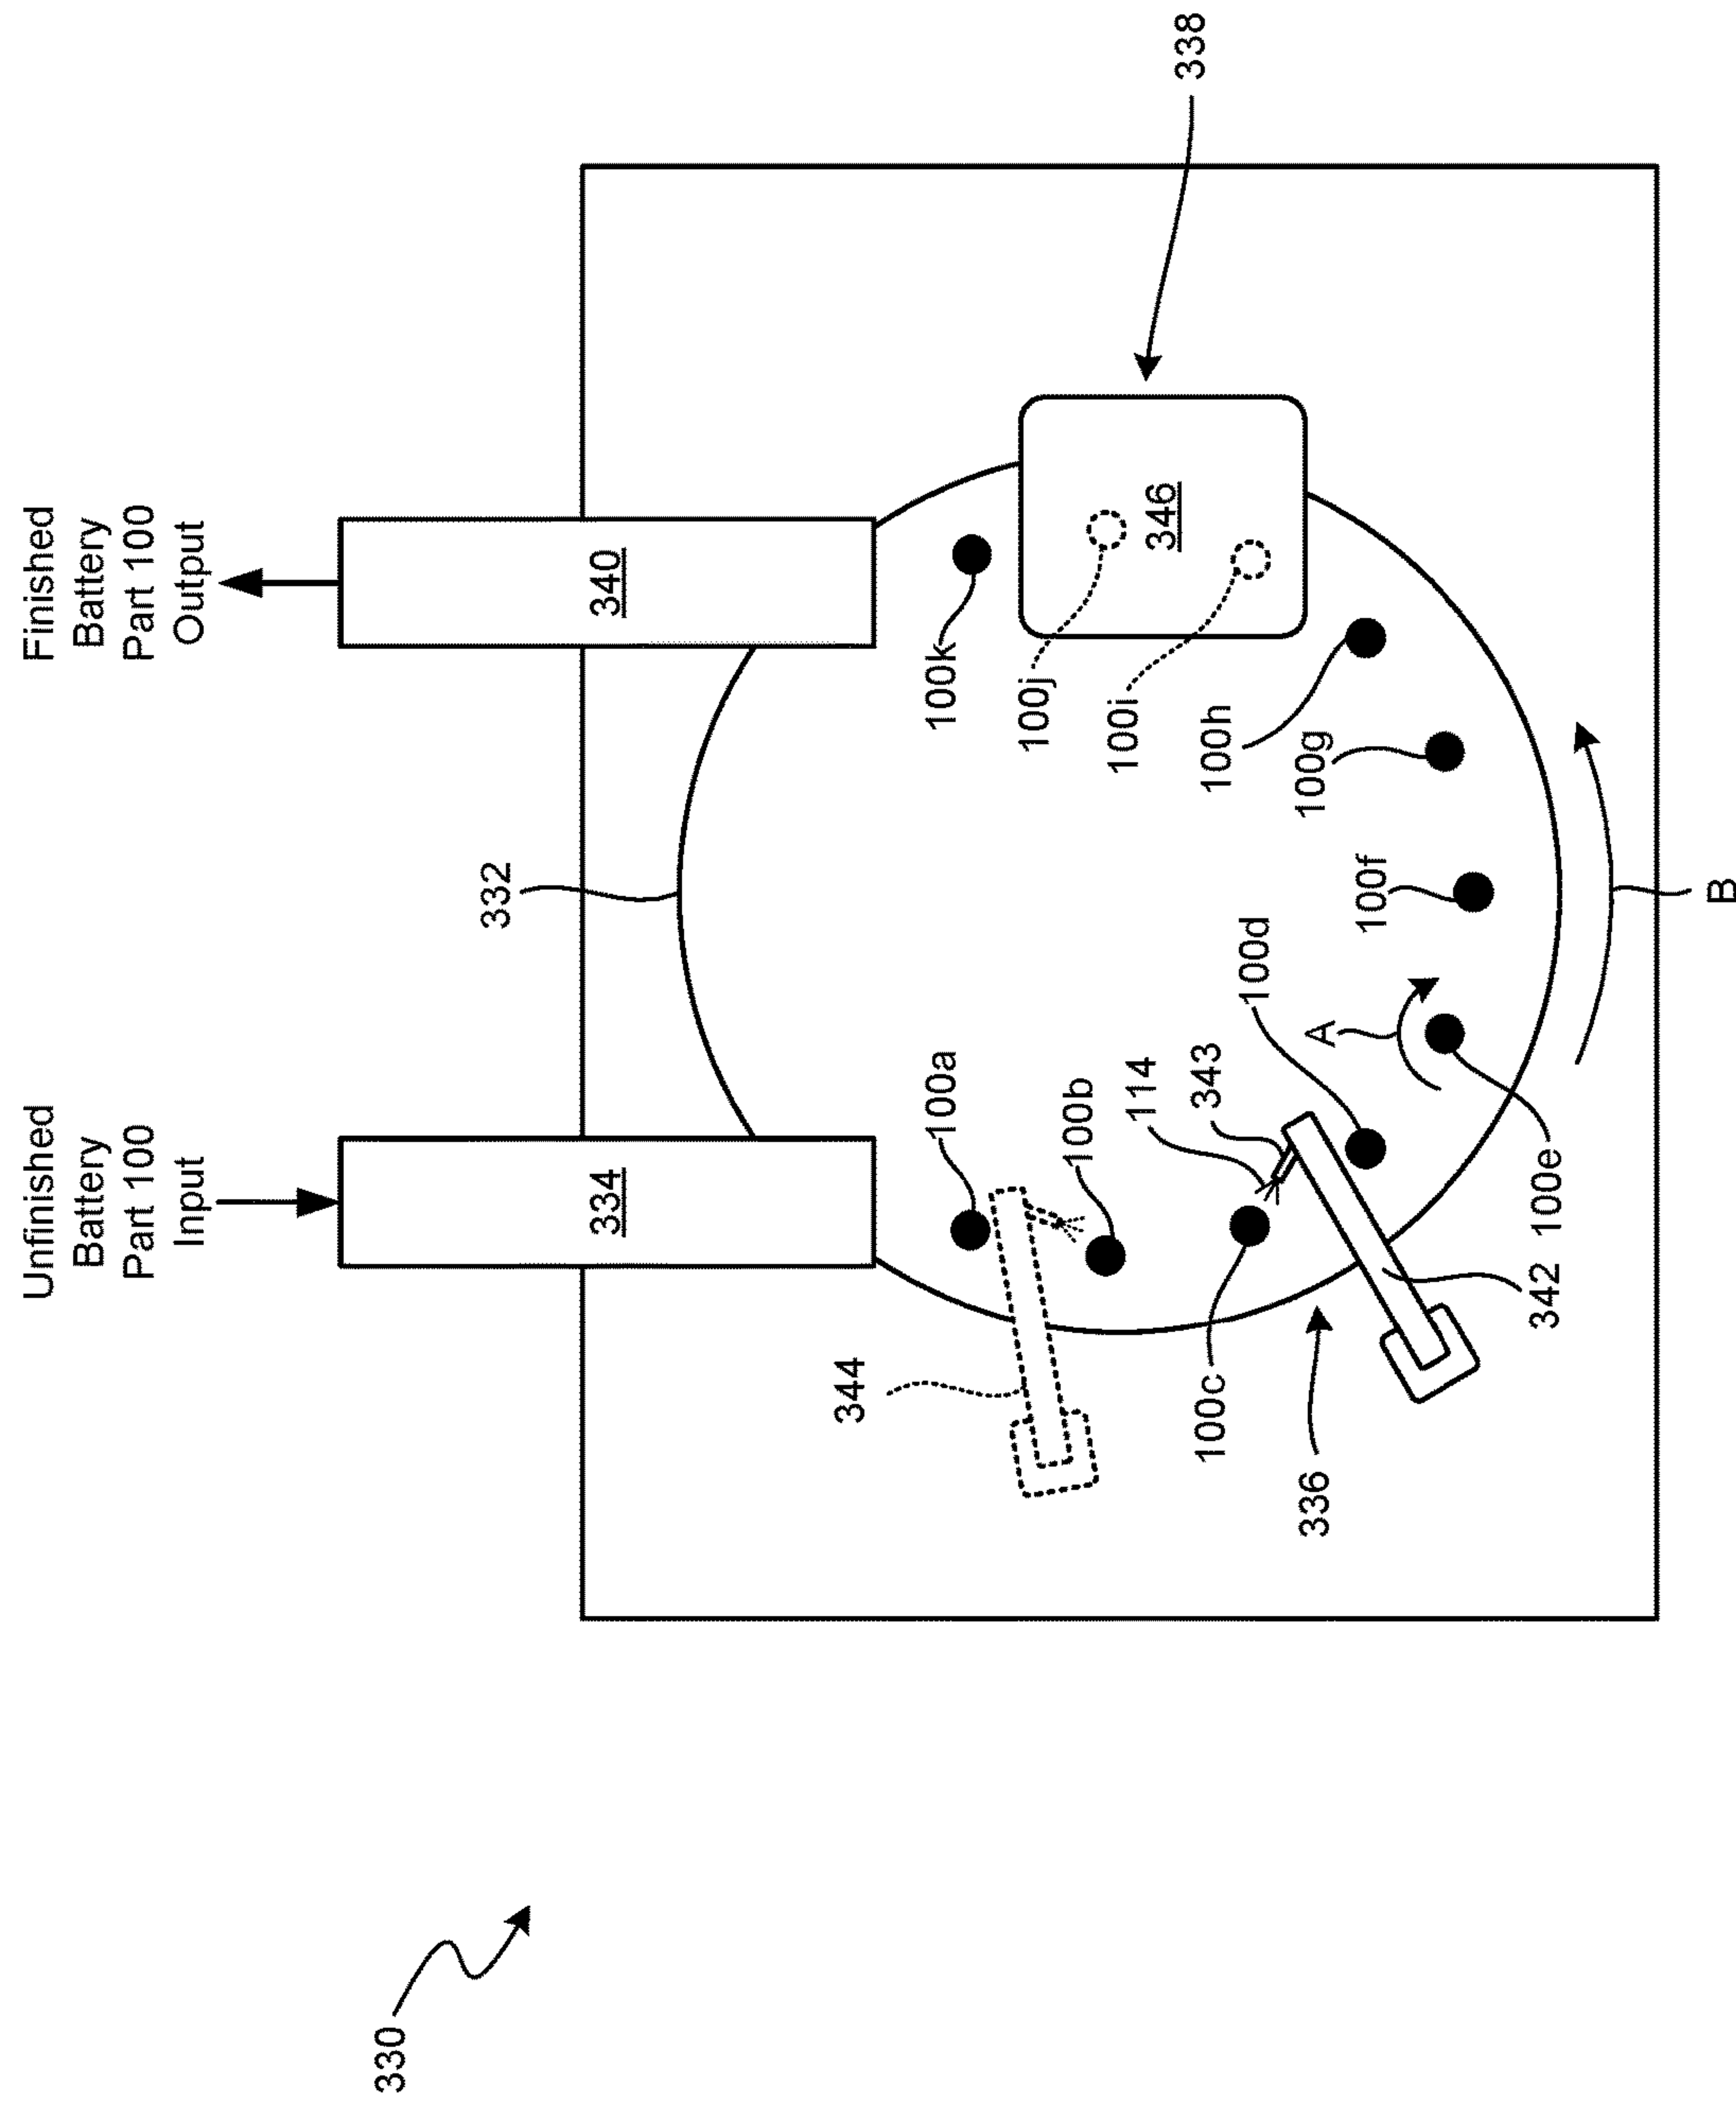 Unfinished
Battery
Part 100
Input
Finished
Battery
Part 100
Output
330
332
334
340
338
344
100a
100k
100b
346
100j
114
100i
343
100c
100d
100h
336
A
100g
100f
342
100e
B